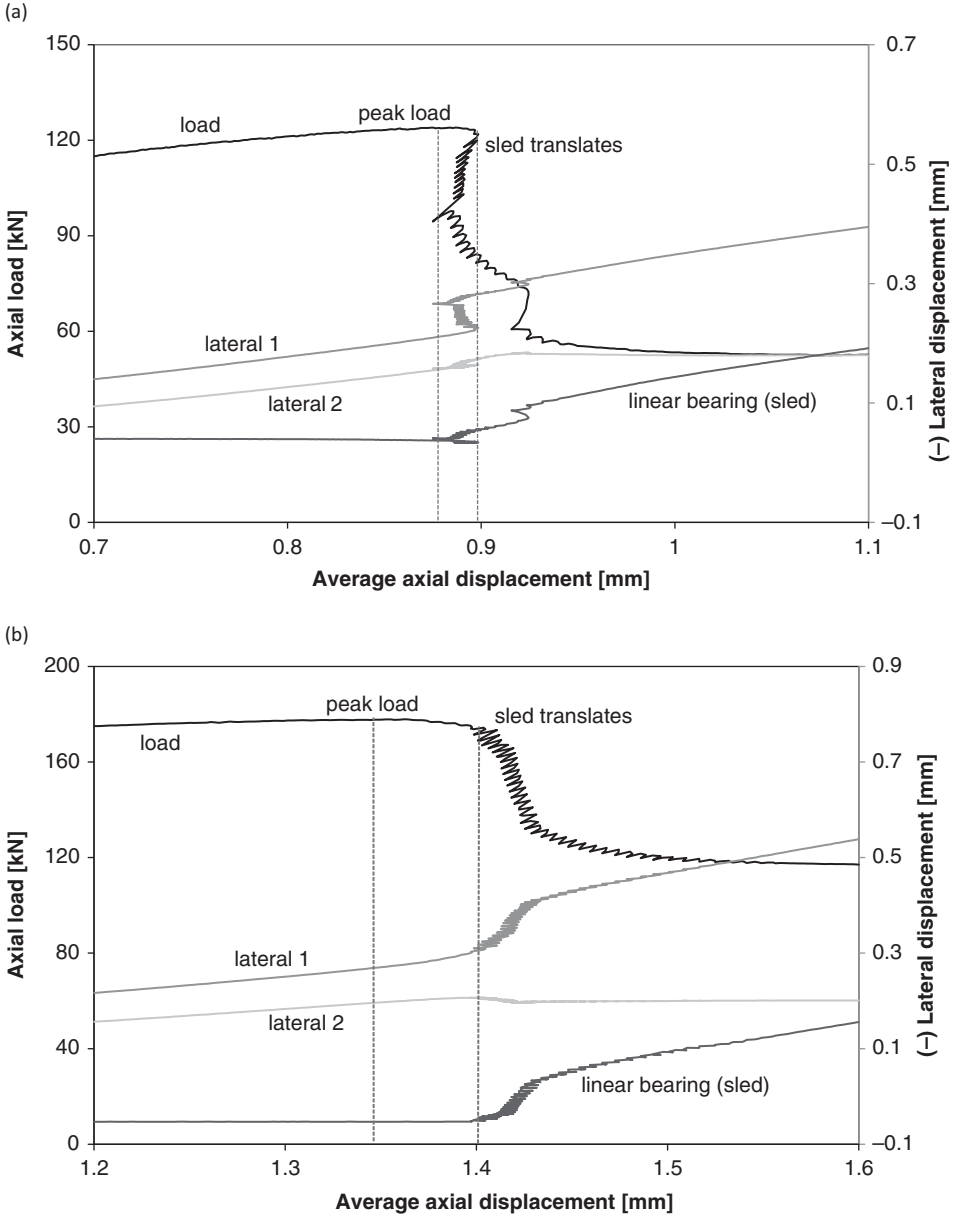 (a)
150
120
90
60
30
0
Axial load [kN]
0.7
0.5
0.3
0.1
–0.1
(–) Lateral displacement [mm]
load
peak load
sled translates
lateral 1
lateral 2
linear bearing (sled)
0.7
0.8
0.9
1
1.1
Average axial displacement [mm]
(b)
200
160
120
80
40
0
Axial load [kN]
0.9
0.7
0.5
0.3
0.1
–0.1
(–) Lateral displacement [mm]
peak load
sled translates
load
lateral 1
lateral 2
linear bearing (sled)
1.2
1.3
1.4
1.5
1.6
Average axial displacement [mm]